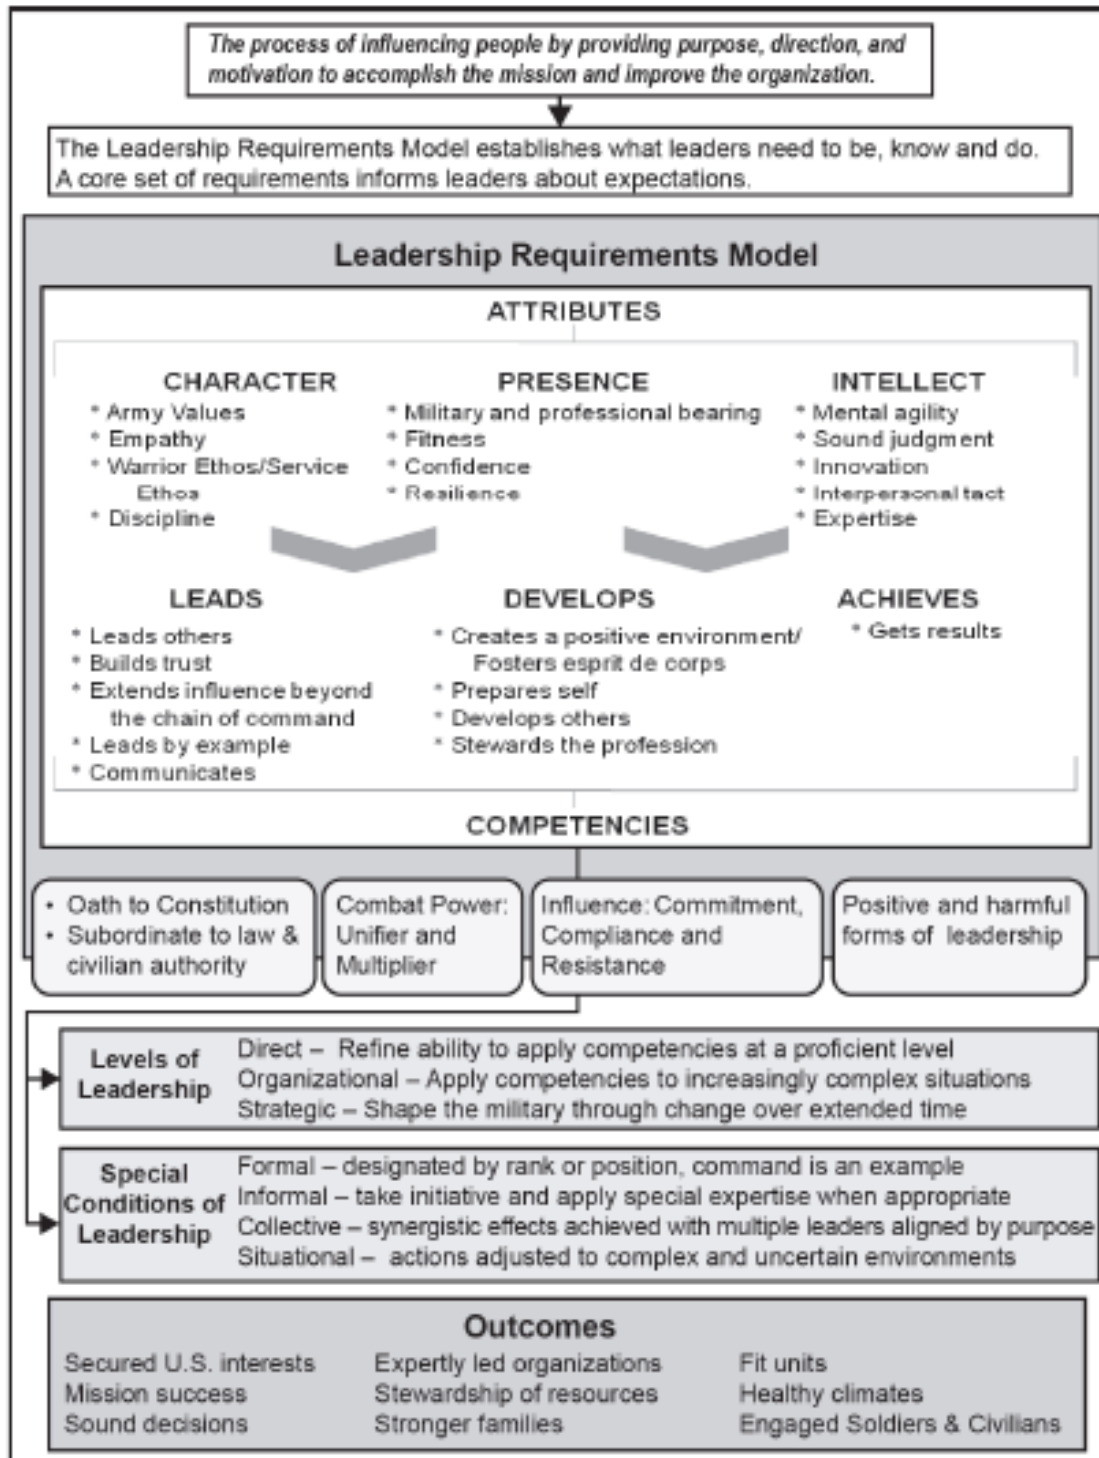 The process of influencing people by providing purpose, direction, and
motivation to accomplish the mission and improve the organization.
The Leadership Requirements Model establishes what leaders need to be, know and do.
A core set of requirements informs leaders about expectations.
Leadership Requirements Model
ATTRIBUTES
CHARACTER
* Army Values
* Empathy
* Warrior Ethos/Service
Ethos
* Discipline
PRESENCE
* Military and professional bearing
* Fitness
* Confidence
* Resilience
INTELLECT
* Mental agility
* Sound judgment
* Innovation
* Interpersonal tact
* Expertise
LEADS
* Leads others
* Builds trust
* Extends influence beyond
the chain of command
* Leads by example
* Communicates
DEVELOPS
* Creates a positive environment/
Fosters esprit de corps
* Prepares self
* Develops others
* Stewards the profession
ACHIEVES
* Gets results
COMPETENCIES
• Oath to Constitution
• Subordinate to law &
civilian authority
Combat Power:
Unifier and
Multiplier
Influence: Commitment,
Compliance and
Resistance
Positive and harmful
forms of leadership
Levels of
Leadership
Direct – Refine ability to apply competencies at a proficient level
Organizational – Apply competencies to increasingly complex situations
Strategic – Shape the military through change over extended time
Special
Conditions of
Leadership
Formal – designated by rank or position, command is an example
Informal – take initiative and apply special expertise when appropriate
Collective – synergistic effects achieved with multiple leaders aligned by purpose
Situational – actions adjusted to complex and uncertain environments
Outcomes
Secured U.S. interests
Mission success
Sound decisions
Expertly led organizations
Stewardship of resources
Stronger families
Fit units
Healthy climates
Engaged Soldiers & Civilians